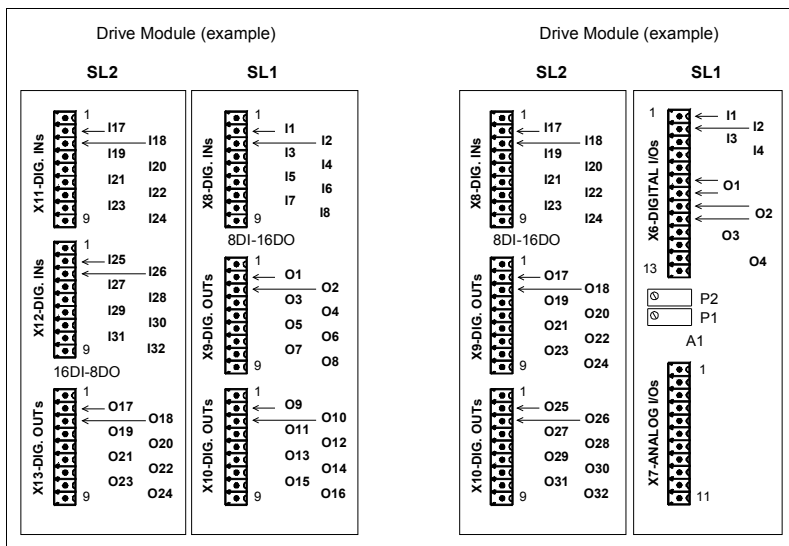 Drive Module (example)
SL2
SL1
X11-DIG. INs
1
I17
I18
I19
I20
I21
I22
I23
I24
9
X12-DIG. INs
1
I25
I26
I27
I28
I29
I30
I31
I32
9
16DI-8DO
X13-DIG. OUTs
1
O17
O18
O19
O20
O21
O22
O23
O24
9
X8-DIG. INs
1
I1
I2
I3
I4
I5
I6
I7
I8
9
8DI-16DO
X9-DIG. OUTs
1
O1
O2
O3
O4
O5
O6
O7
O8
9
X10-DIG. OUTs
1
O9
O10
O11
O12
O13
O14
O15
O16
9
Drive Module (example)
SL2
SL1
X8-DIG. INs
1
I17
I18
I19
I20
I21
I22
I23
I24
9
8DI-16DO
X9-DIG. OUTs
1
O17
O18
O19
O20
O21
O22
O23
O24
9
X10-DIG. OUTs
1
O25
O26
O27
O28
O29
O30
O31
O32
9
X6-DIGITAL I/Os
1
I1
I2
I3
I4
O1
O2
O3
O4
13
P2
P1
A1
X7-ANALOG I/Os
1
11